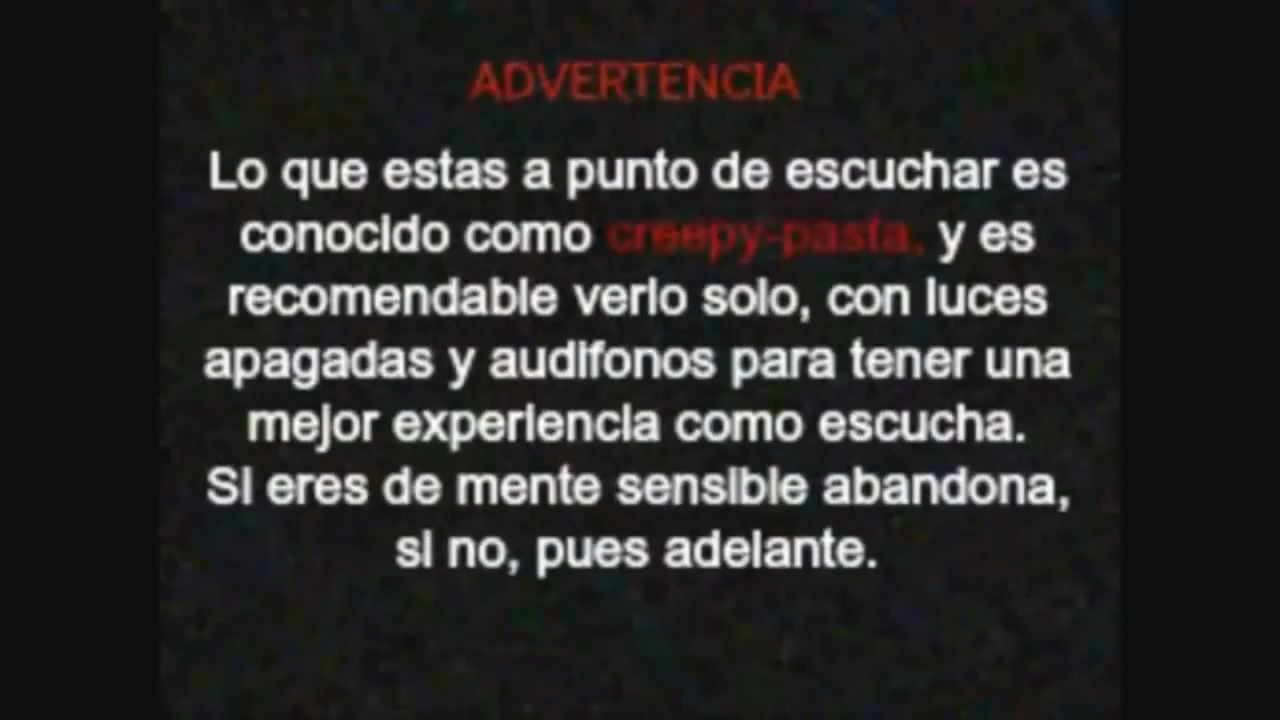 ADVERTENCIA
Lo que estas a punto de escuchar es
conocido como creepy-pasta, y es
recomendable verlo solo, con luces
apagadas y audifonos para tener una
mejor experiencia como escucha.
Si eres de mente sensible abandona,
si no, pues adelante.